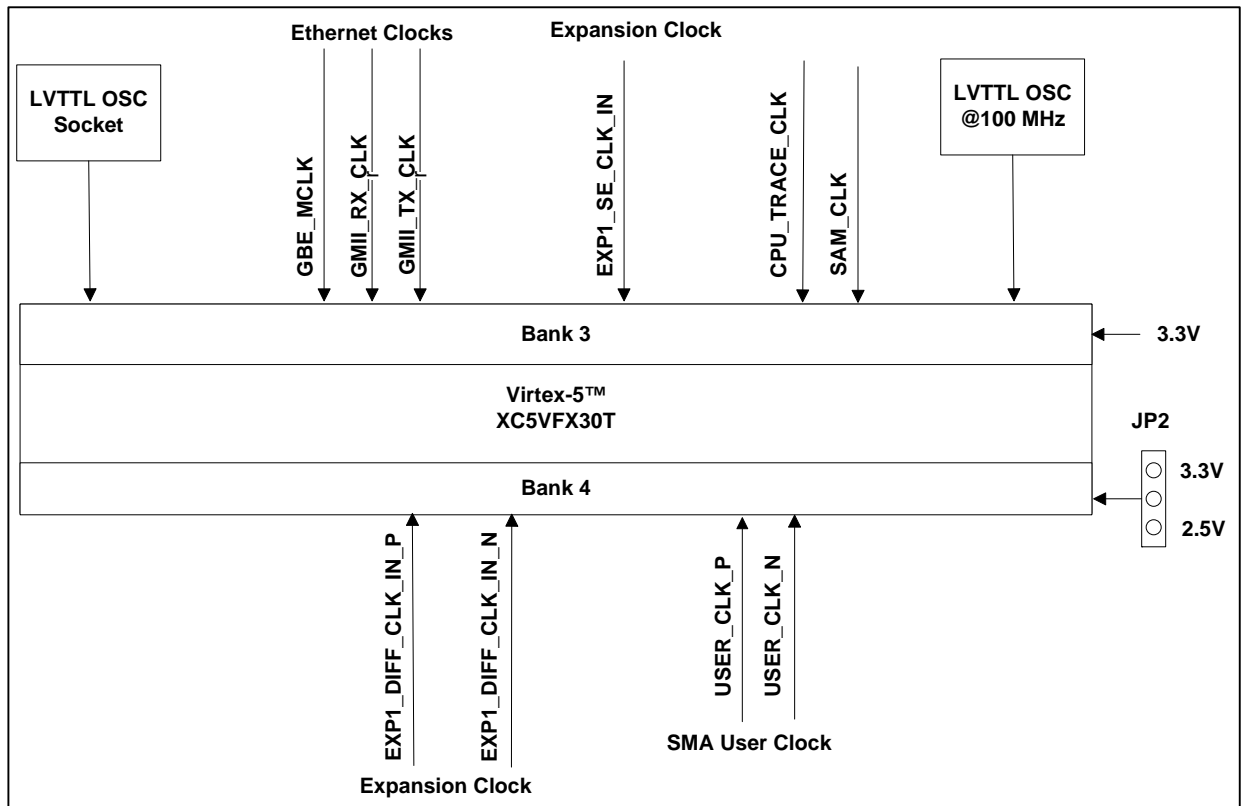 Ethernet Clocks
Expansion Clock
LVTTL OSC
Socket
GBE_MCLK
GMII_RX_CLK
GMII_TX_CLK
EXP1_SE_CLK_IN
CPU_TRACE_CLK
SAM_CLK
LVTTL OSC
@100 MHz
Bank 3
3.3V
Virtex-5™
XC5VFX30T
JP2
Bank 4
3.3V
2.5V
EXP1_DIFF_CLK_IN_P
EXP1_DIFF_CLK_IN_N
USER_CLK_P
USER_CLK_N
SMA User Clock
Expansion Clock